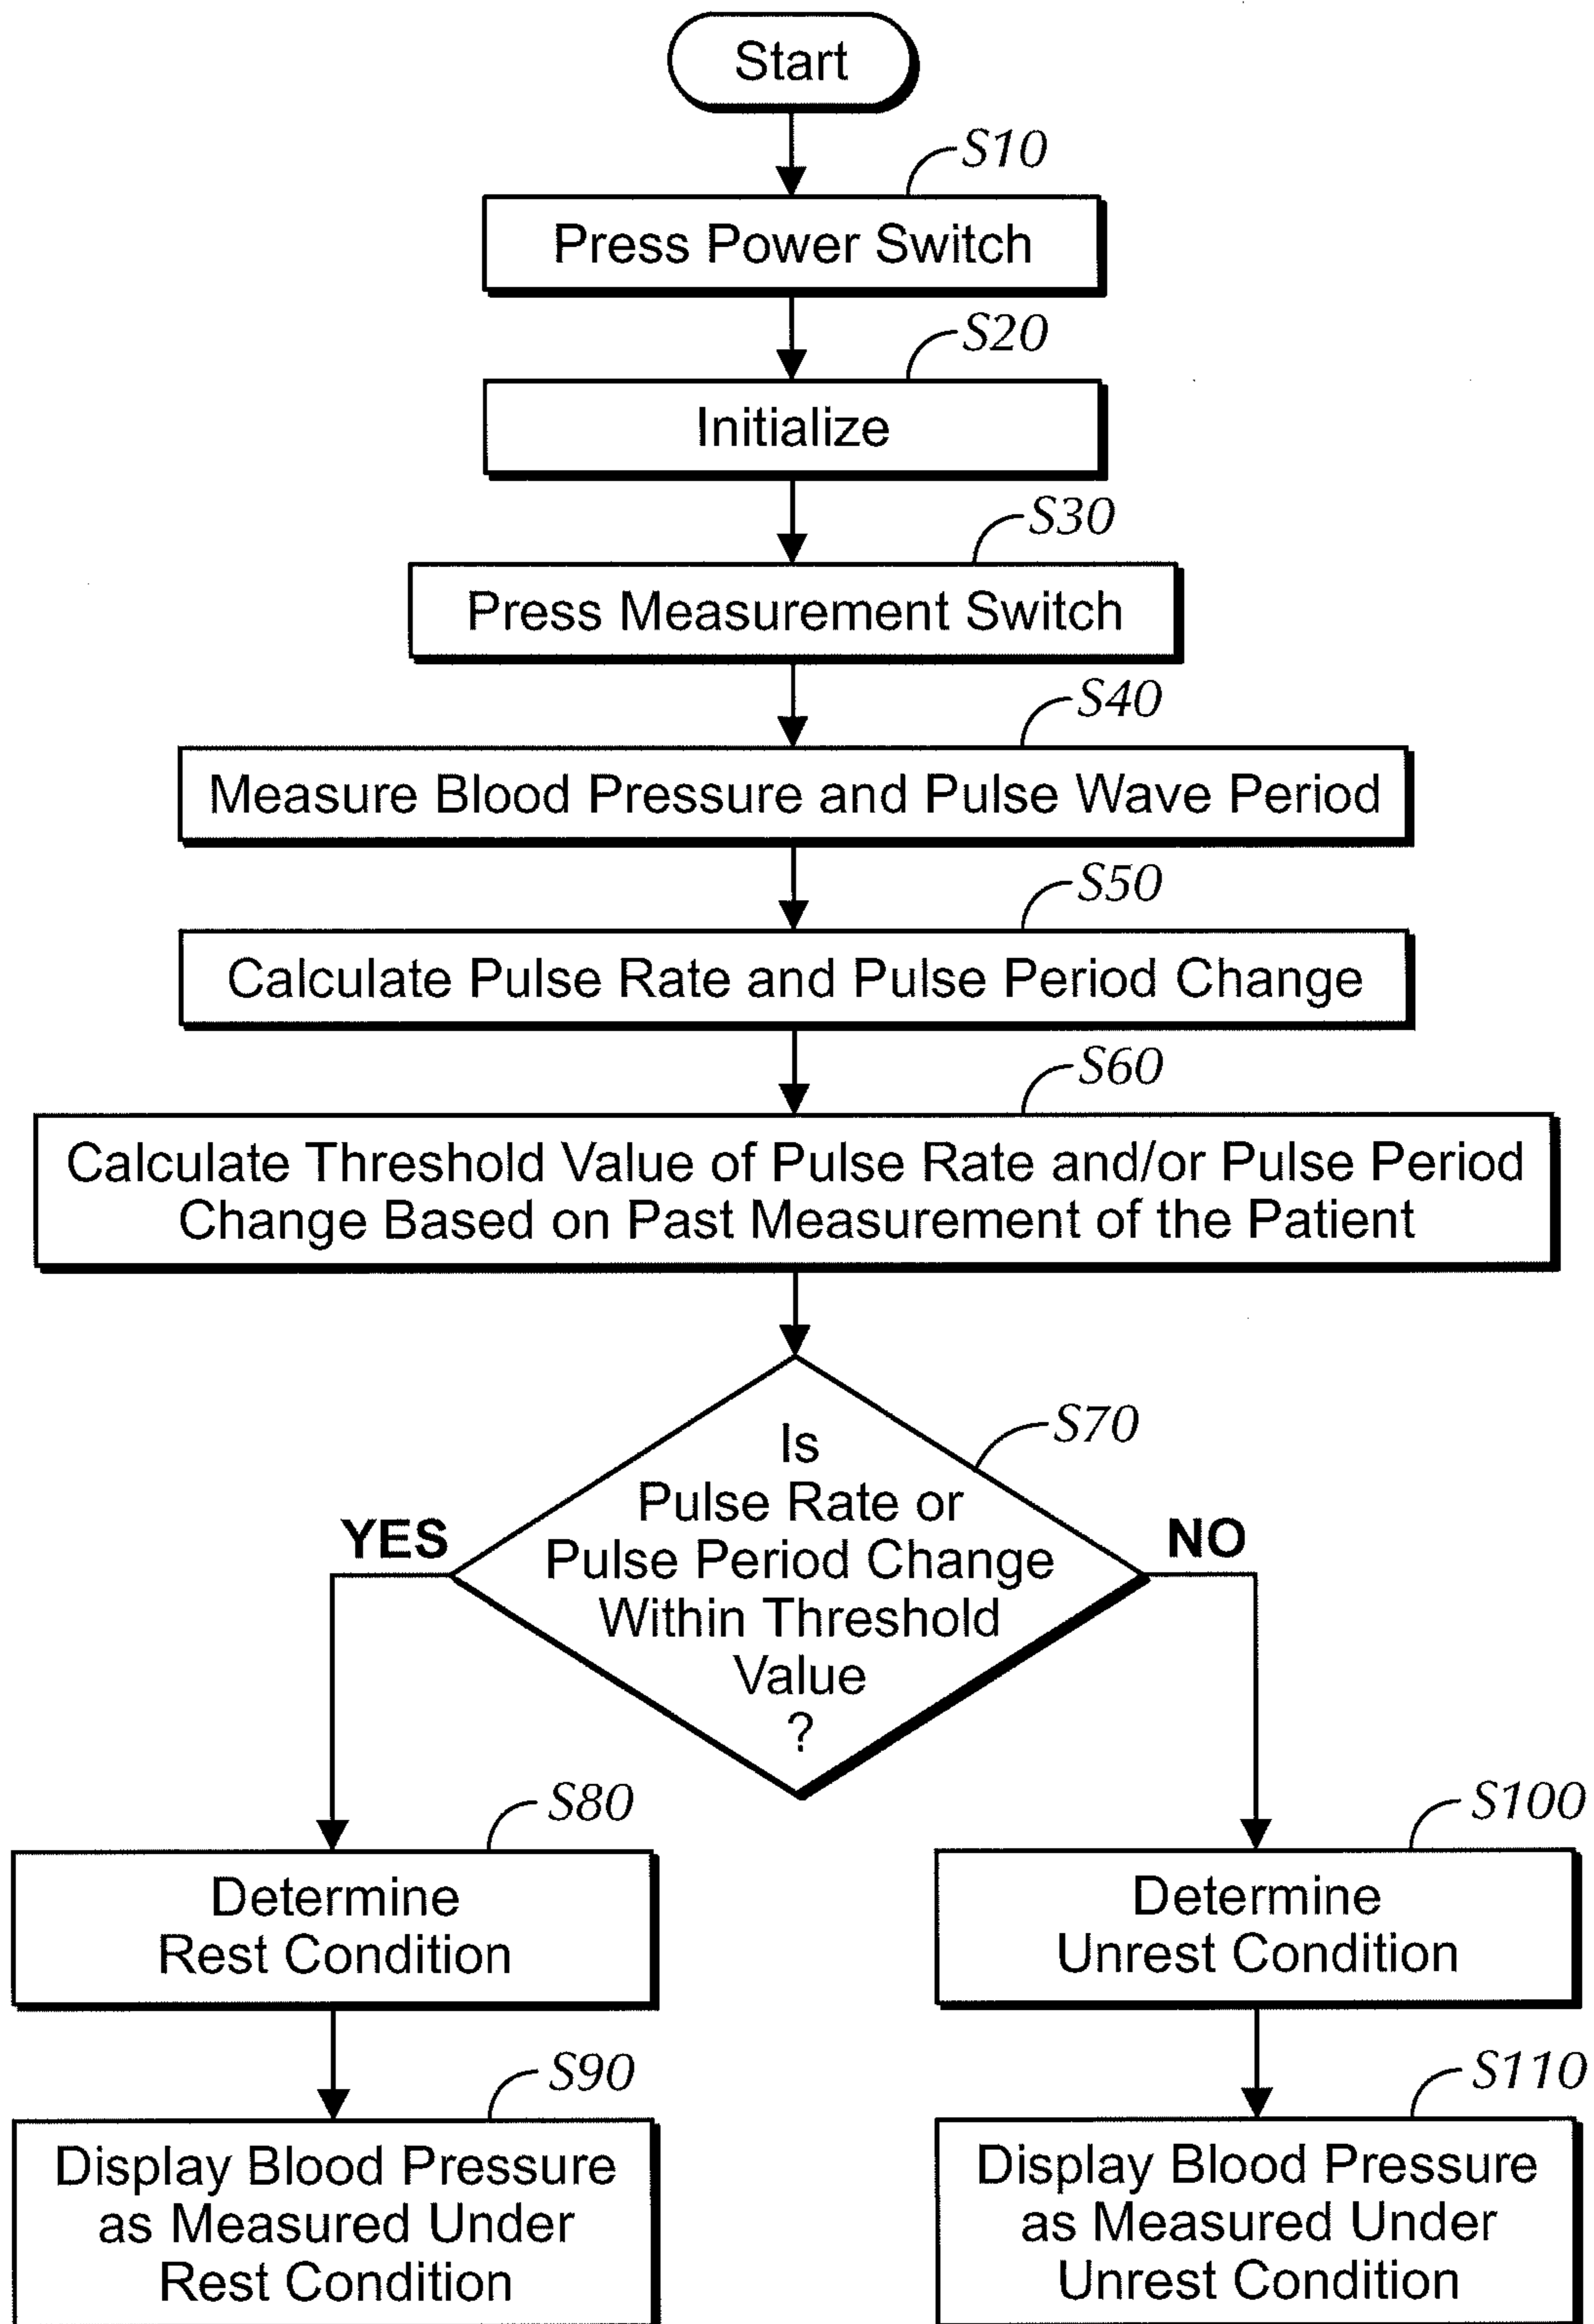 Start
S10
Press Power Switch
S20
Initialize
S30
Press Measurement Switch
S40
Measure Blood Pressure and Pulse Wave Period
S50
Calculate Pulse Rate and Pulse Period Change
S60
Calculate Threshold Value of Pulse Rate and/or Pulse Period
Change Based on Past Measurement of the Patient
S70
Is
Pulse Rate or
Pulse Period Change
Within Threshold
Value
?
YES
NO
S80
Determine
Rest Condition
S100
Determine
Unrest Condition
S90
Display Blood Pressure
as Measured Under
Rest Condition
S110
Display Blood Pressure
as Measured Under
Unrest Condition